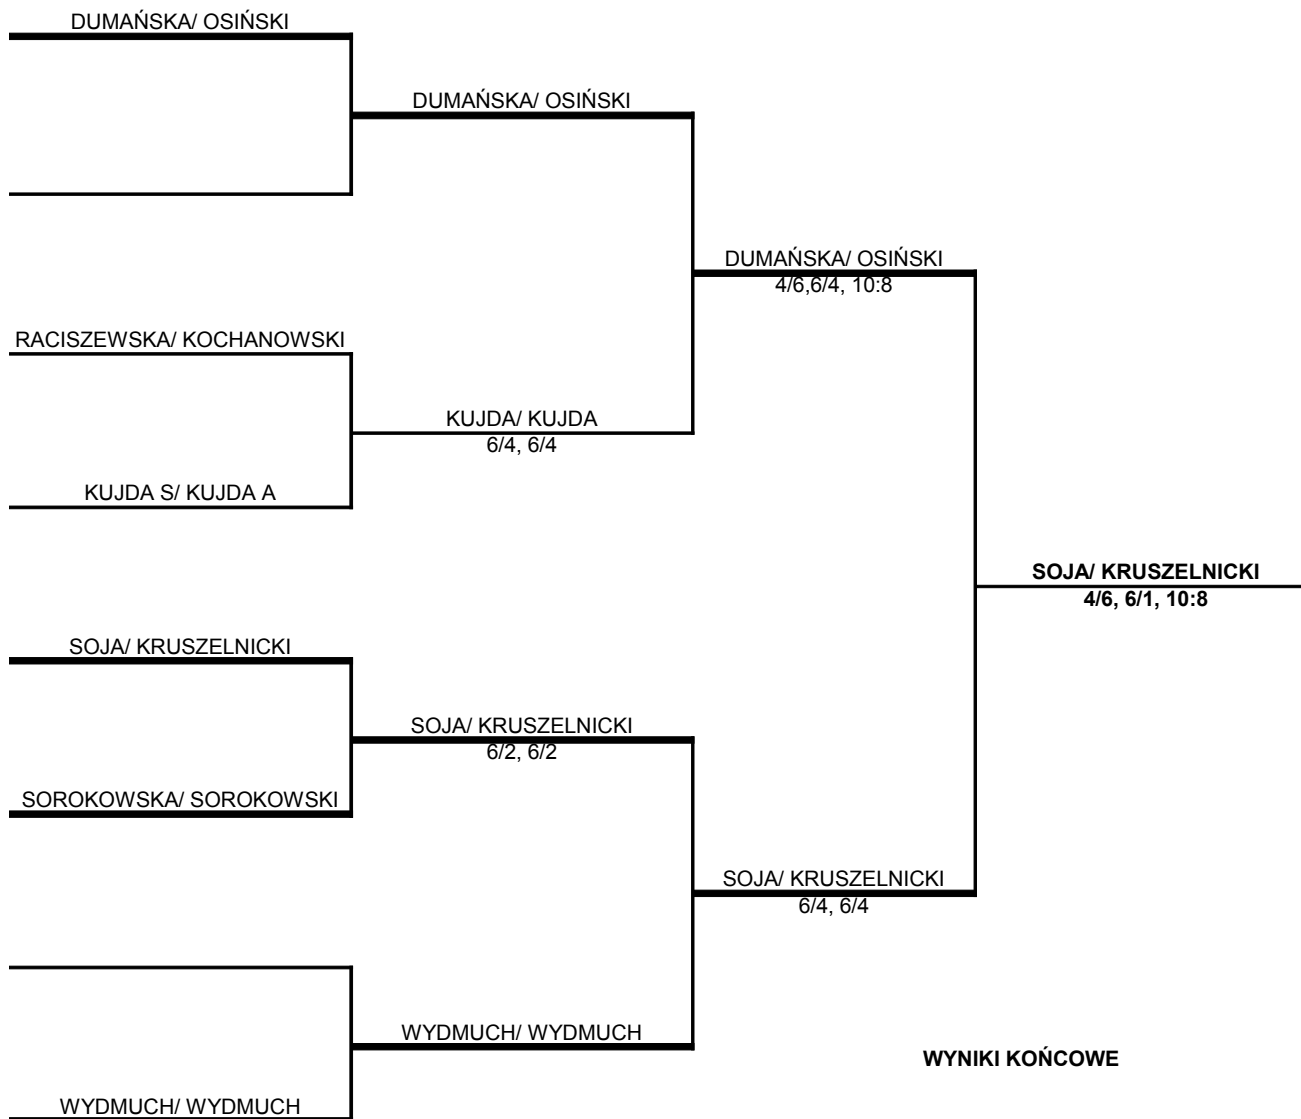 DUMAŃSKA/ OSIŃSKI
DUMAŃSKA/ OSIŃSKI
DUMAŃSKA/ OSIŃSKI
4/6,6/4, 10:8
RACISZEWSKA/ KOCHANOWSKI
KUJDA/ KUJDA
6/4, 6/4
KUJDA S/ KUJDA A
SOJA/ KRUSZELNICKI
4/6, 6/1, 10:8
SOJA/ KRUSZELNICKI
SOJA/ KRUSZELNICKI
6/2, 6/2
SOROKOWSKA/ SOROKOWSKI
SOJA/ KRUSZELNICKI
6/4, 6/4
WYDMUCH/ WYDMUCH
WYNIKI KOŃCOWE
WYDMUCH/ WYDMUCH